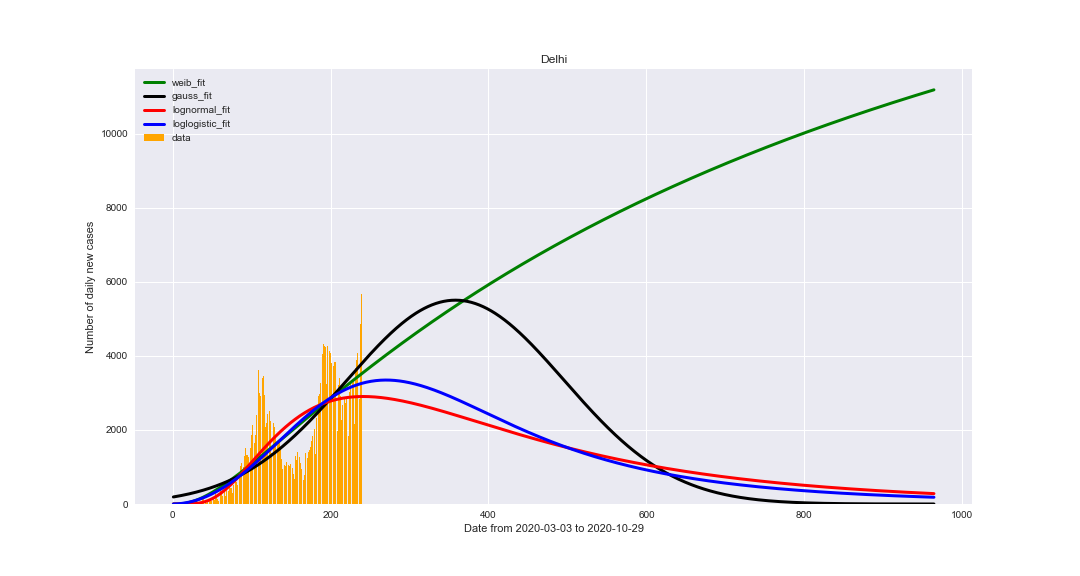 Delhi
weib_fit
gauss_fit
lognormal_fit
loglogistic_fit
data
Number of daily new cases
10000
8000
6000
4000
2000
0
0 200 400 600 800 1000
Date from 2020-03-03 to 2020-10-29